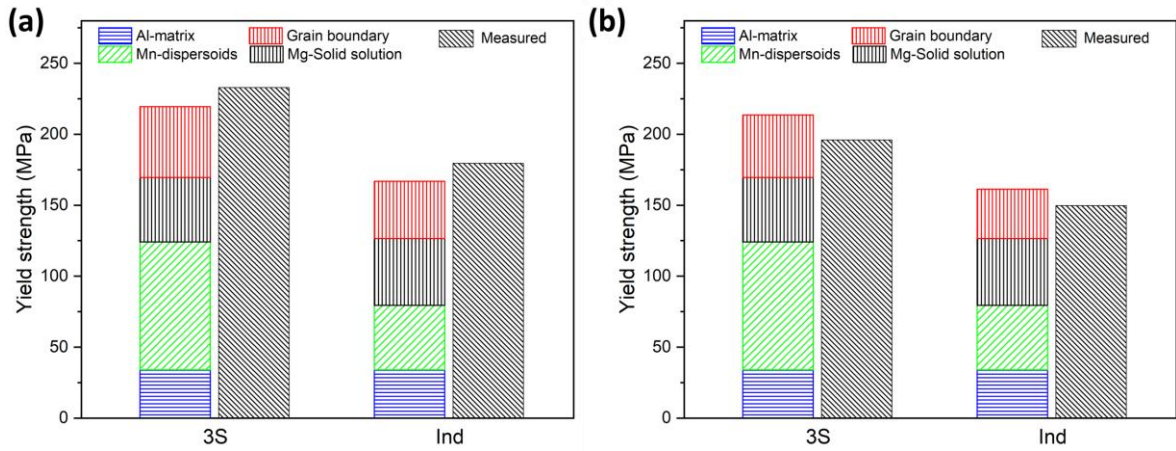 (a)
Al-matrix Grain boundary Measured
Mn-dispersoids Mg-Solid solution
250
200
150
100
50
0
Yield strength (MPa)
3S Ind
(b)
Al-matrix Grain boundary Measured
Mn-dispersoids Mg-Solid solution
250
200
150
100
50
0
Yield strength (MPa)
3S Ind